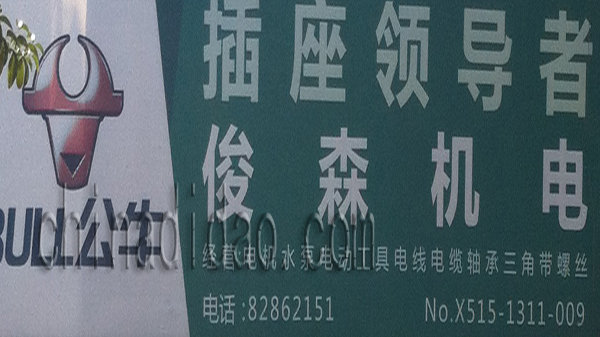 插座领导者
俊森机电
BULL公牛
chinadinao.com
经营电机水泵电动工具电线电缆轴承三角带螺丝
电话:82862151
No.X515-1311-009